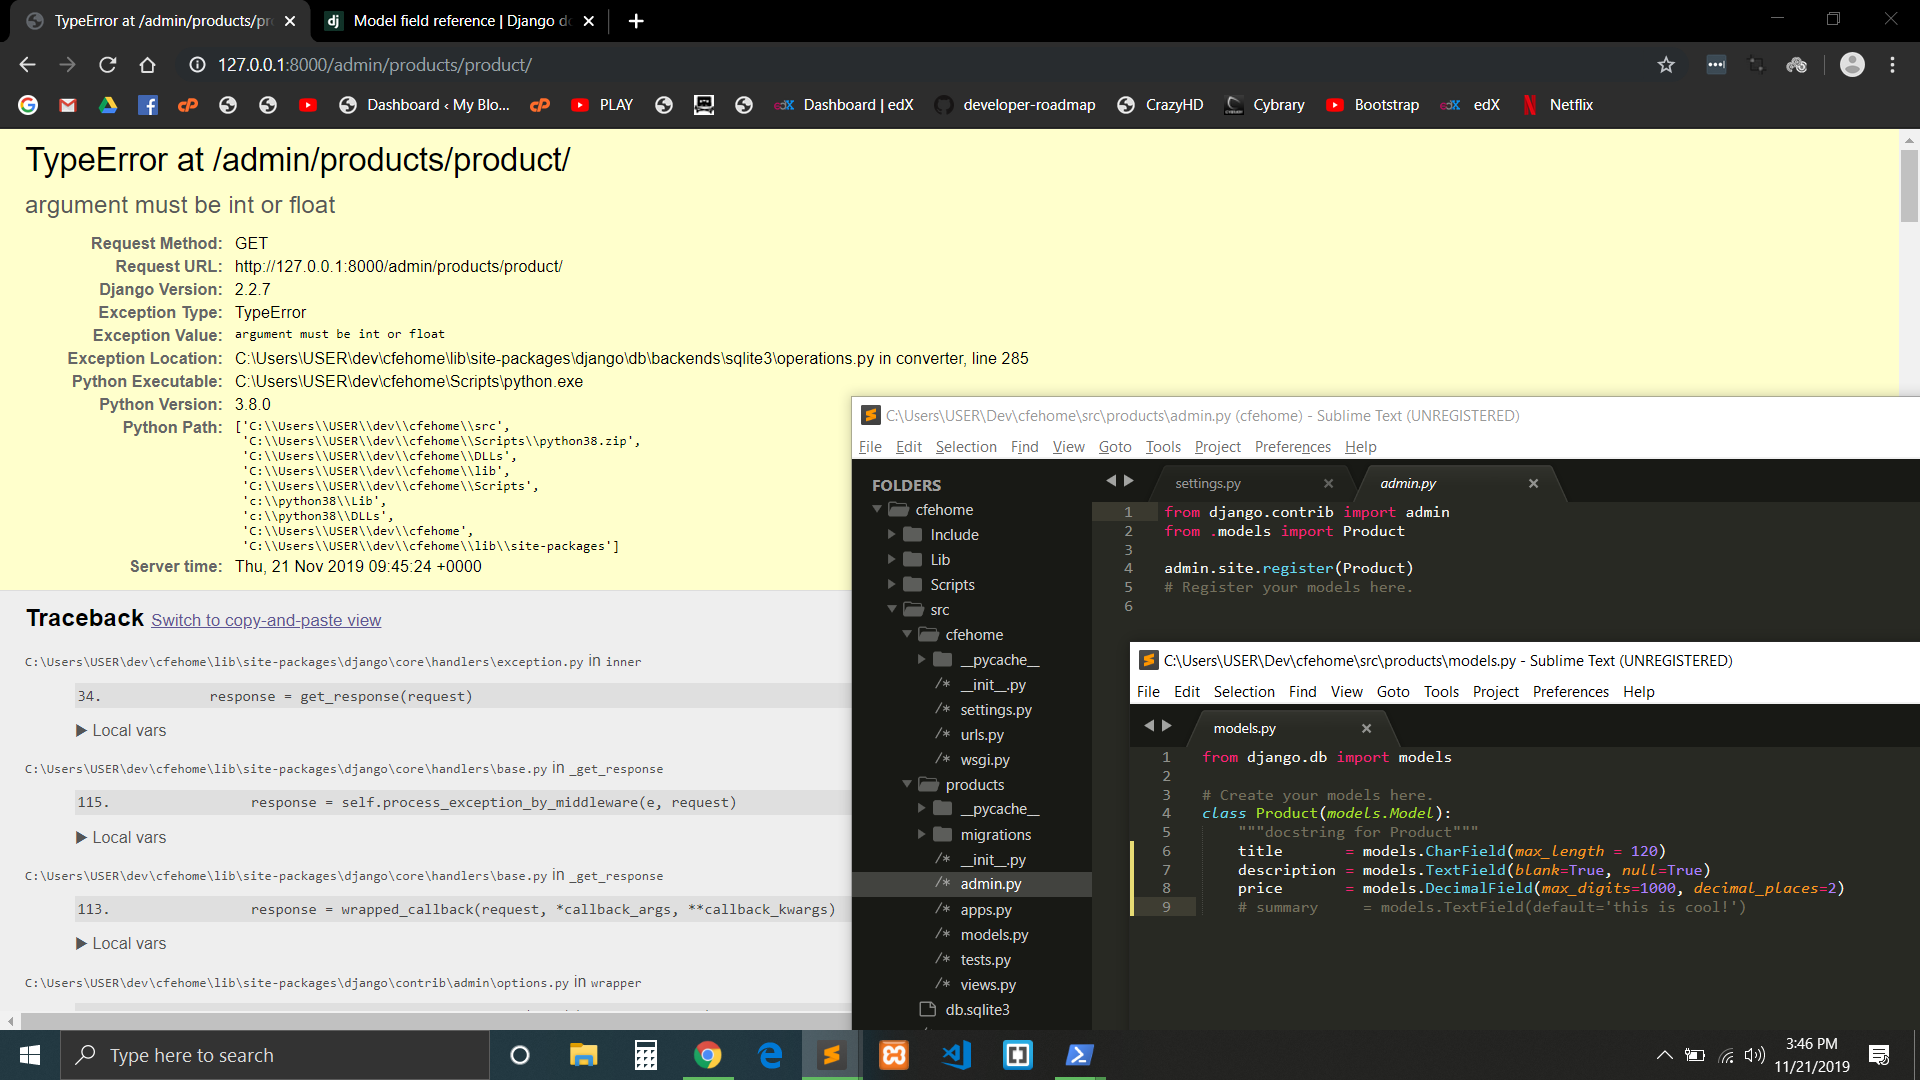 TypeError at /admin/products/pr
Model field reference | Django d
127.0.0.1:8000/admin/products/product/
Dashboard ‹ My Blo...
PLAY
Dashboard | edX
developer-roadmap
CrazyHD
Cybrary
Bootstrap
edX
Netflix
TypeError at /admin/products/product/
argument must be int or float
Request Method: GET
Request URL: http://127.0.0.1:8000/admin/products/product/
Django Version: 2.2.7
Exception Type: TypeError
Exception Value: argument must be int or float
Exception Location: C:\Users\USER\dev\cfehome\lib\site-packages\django\db\backends\sqlite3\operations.py in converter, line 285
Python Executable: C:\Users\USER\dev\cfehome\Scripts\python.exe
Python Version: 3.8.0
Python Path: ['C:\\Users\\USER\\dev\\cfehome\\src',
'C:\\Users\\USER\\dev\\cfehome\\Scripts\\python38.zip',
'C:\\Users\\USER\\dev\\cfehome\\DLLs',
'C:\\Users\\USER\\dev\\cfehome\\lib',
'C:\\Users\\USER\\dev\\cfehome\\Scripts',
'c:\\python38\\Lib',
'c:\\python38\\DLLs',
'C:\\Users\\USER\\dev\\cfehome',
'C:\\Users\\USER\\dev\\cfehome\\lib\\site-packages']
Server time: Thu, 21 Nov 2019 09:45:24 +0000
Traceback Switch to copy-and-paste view
C:\Users\USER\dev\cfehome\lib\site-packages\django\core\handlers\exception.py in inner
34. response = get_response(request)
▶ Local vars
C:\Users\USER\dev\cfehome\lib\site-packages\django\core\handlers\base.py in _get_response
115. response = self.process_exception_by_middleware(e, request)
▶ Local vars
C:\Users\USER\dev\cfehome\lib\site-packages\django\core\handlers\base.py in _get_response
113. response = wrapped_callback(request, *callback_args, **callback_kwargs)
▶ Local vars
C:\Users\USER\dev\cfehome\lib\site-packages\django\contrib\admin\options.py in wrapper
C:\Users\USER\Dev\cfehome\src\products\admin.py (cfehome) - Sublime Text (UNREGISTERED)
File Edit Selection Find View Goto Tools Project Preferences Help
FOLDERS
cfehome
Include
Lib
Scripts
src
cfehome
__pycache__
/* __init__.py
/* settings.py
/* urls.py
/* wsgi.py
products
__pycache__
migrations
/* __init__.py
/* admin.py
/* apps.py
/* models.py
/* tests.py
/* views.py
db.sqlite3
settings.py
admin.py
1 from django.contrib import admin
2 from .models import Product
3
4 admin.site.register(Product)
5 # Register your models here.
6
C:\Users\USER\Dev\cfehome\src\products\models.py - Sublime Text (UNREGISTERED)
File Edit Selection Find View Goto Tools Project Preferences Help
models.py
1 from django.db import models
2
3 # Create your models here.
4 class Product(models.Model):
5 """docstring for Product"""
6 title = models.CharField(max_length = 120)
7 description = models.TextField(blank=True, null=True)
8 price = models.DecimalField(max_digits=1000, decimal_places=2)
9 # summary = models.TextField(default='this is cool!')
Type here to search
3:46 PM
11/21/2019